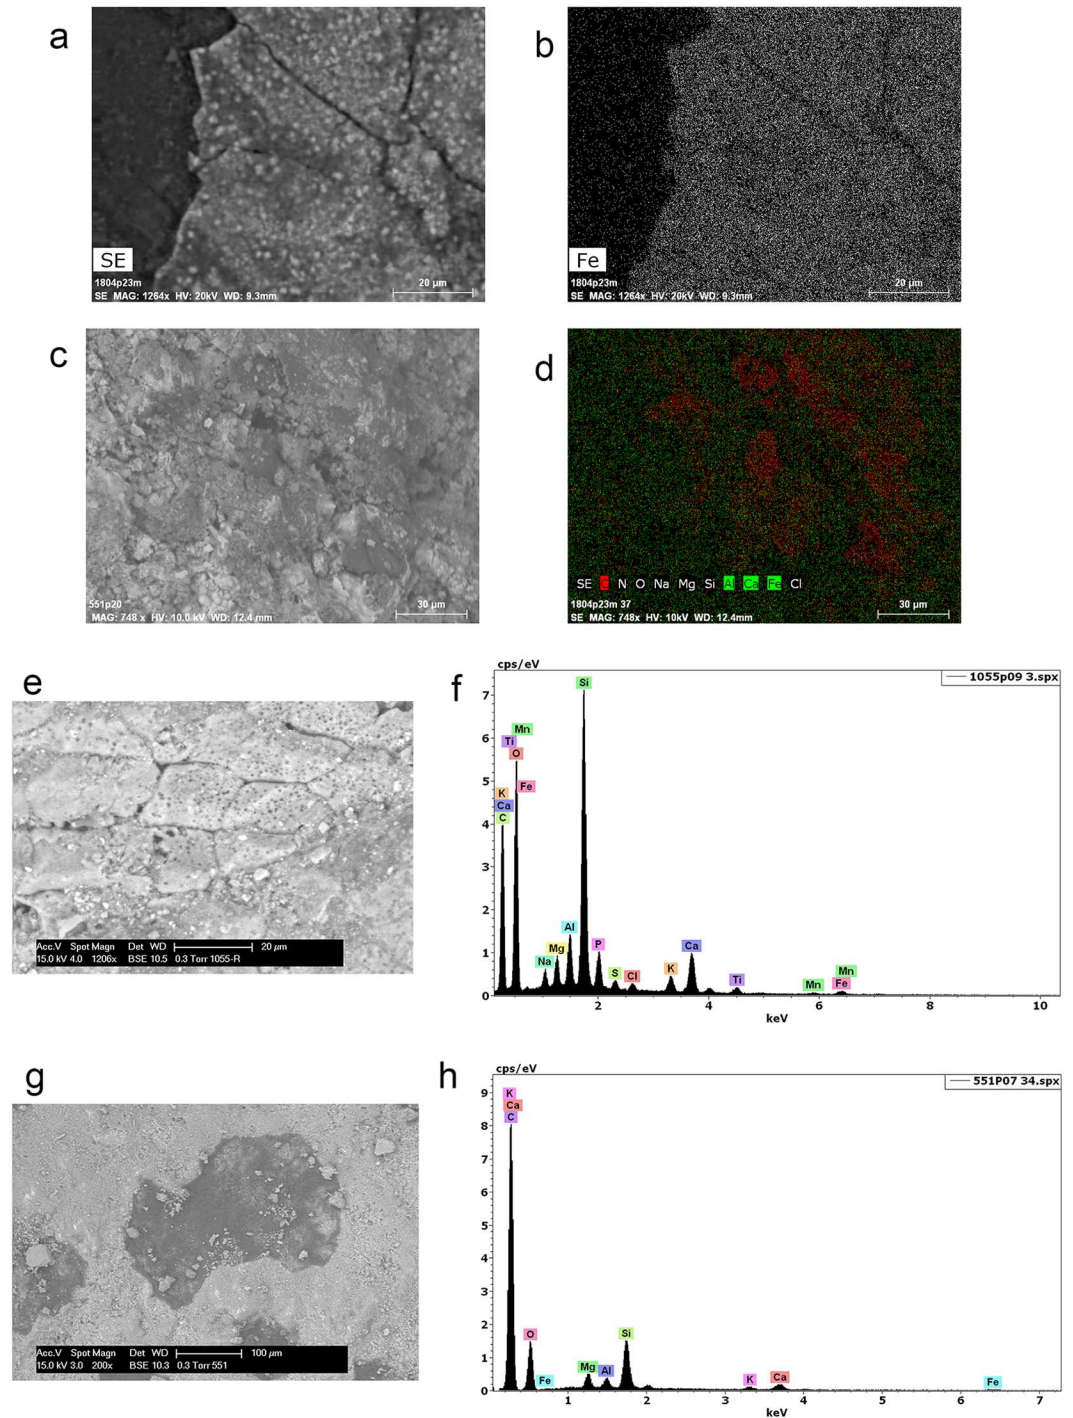 a
SE
1804p23m
SE MAG: 1264x HV: 20kV WD: 9.3mm
20 µm
b
Fe
1804p23m
SE MAG: 1264x HV: 20kV WD: 9.3mm
20 µm
c
551p20
MAG: 748 x HV: 10.0 kV WD: 12.4 mm
30 µm
d
SE C N O Na Mg Si Al Ca Fe Cl
1804p23m 37
SE MAG: 748x HV: 10kV WD: 12.4mm
30 µm
e
Acc.V Spot Magn Det WD 20 µm
15.0 kV 4.0 1206x BSE 10.5 0.3 Torr 1055-R
f
cps/eV
1055p09 3.spx
7
6
5
4
3
2
1
0
Si
Mn
Ti
O
Fe
K
Ca
C
Na
Mg
Al
P
S
Cl
K
Ca
Ti
Mn
Mn
Fe
2 4 6 8 10
keV
g
Acc.V Spot Magn Det WD 100 µm
15.0 kV 3.0 200x BSE 10.3 0.3 Torr 551
h
cps/eV
551P07 34.spx
9
8
7
6
5
4
3
2
1
0
K
Ca
C
O
Fe
Mg
Al
Si
K
Ca
Fe
1 2 3 4 5 6 7
keV